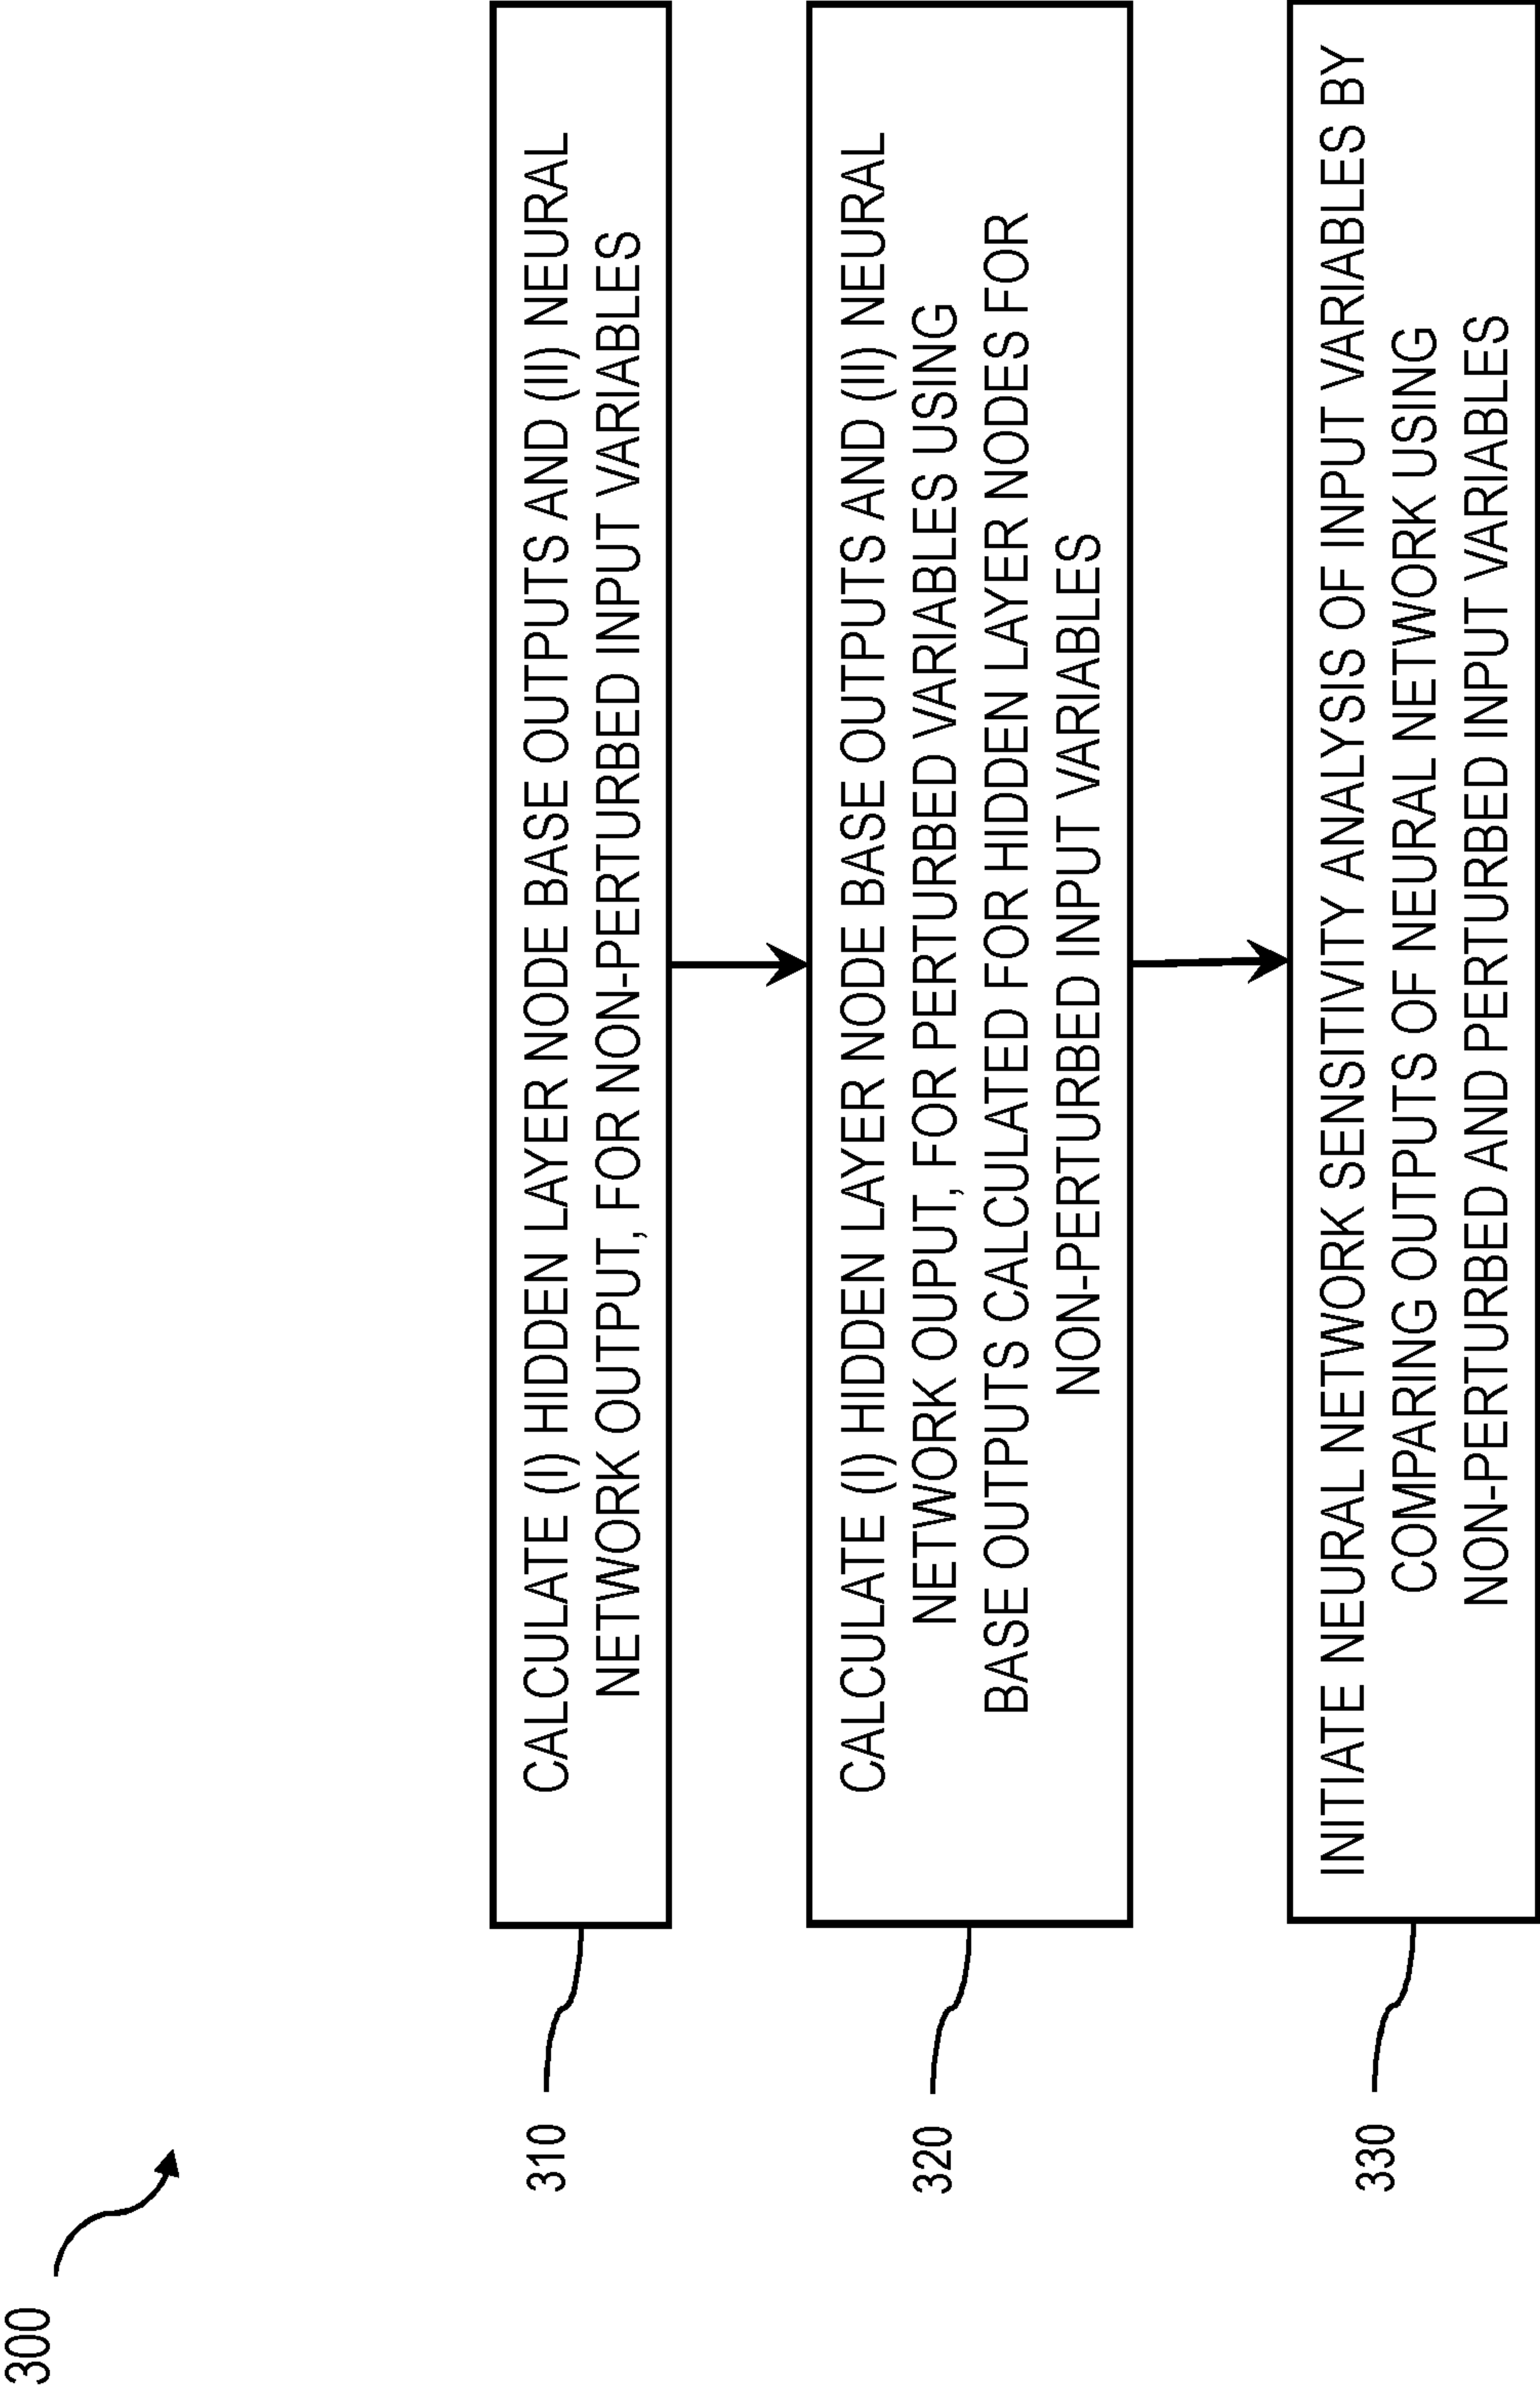 300
310
CALCULATE (I) HIDDEN LAYER NODE BASE OUTPUTS AND (II) NEURAL
NETWORK OUTPUT, FOR NON-PERTURBED INPUT VARIABLES
320
CALCULATE (I) HIDDEN LAYER NODE BASE OUTPUTS AND (II) NEURAL
NETWORK OUPUT, FOR PERTURBED VARIABLES USING
BASE OUTPUTS CALCULATED FOR HIDDEN LAYER NODES FOR
NON-PERTURBED INPUT VARIABLES
330
INITIATE NEURAL NETWORK SENSITIVITY ANALYSIS OF INPUT VARIABLES BY
COMPARING OUTPUTS OF NEURAL NETWORK USING
NON-PERTURBED AND PERTURBED INPUT VARIABLES